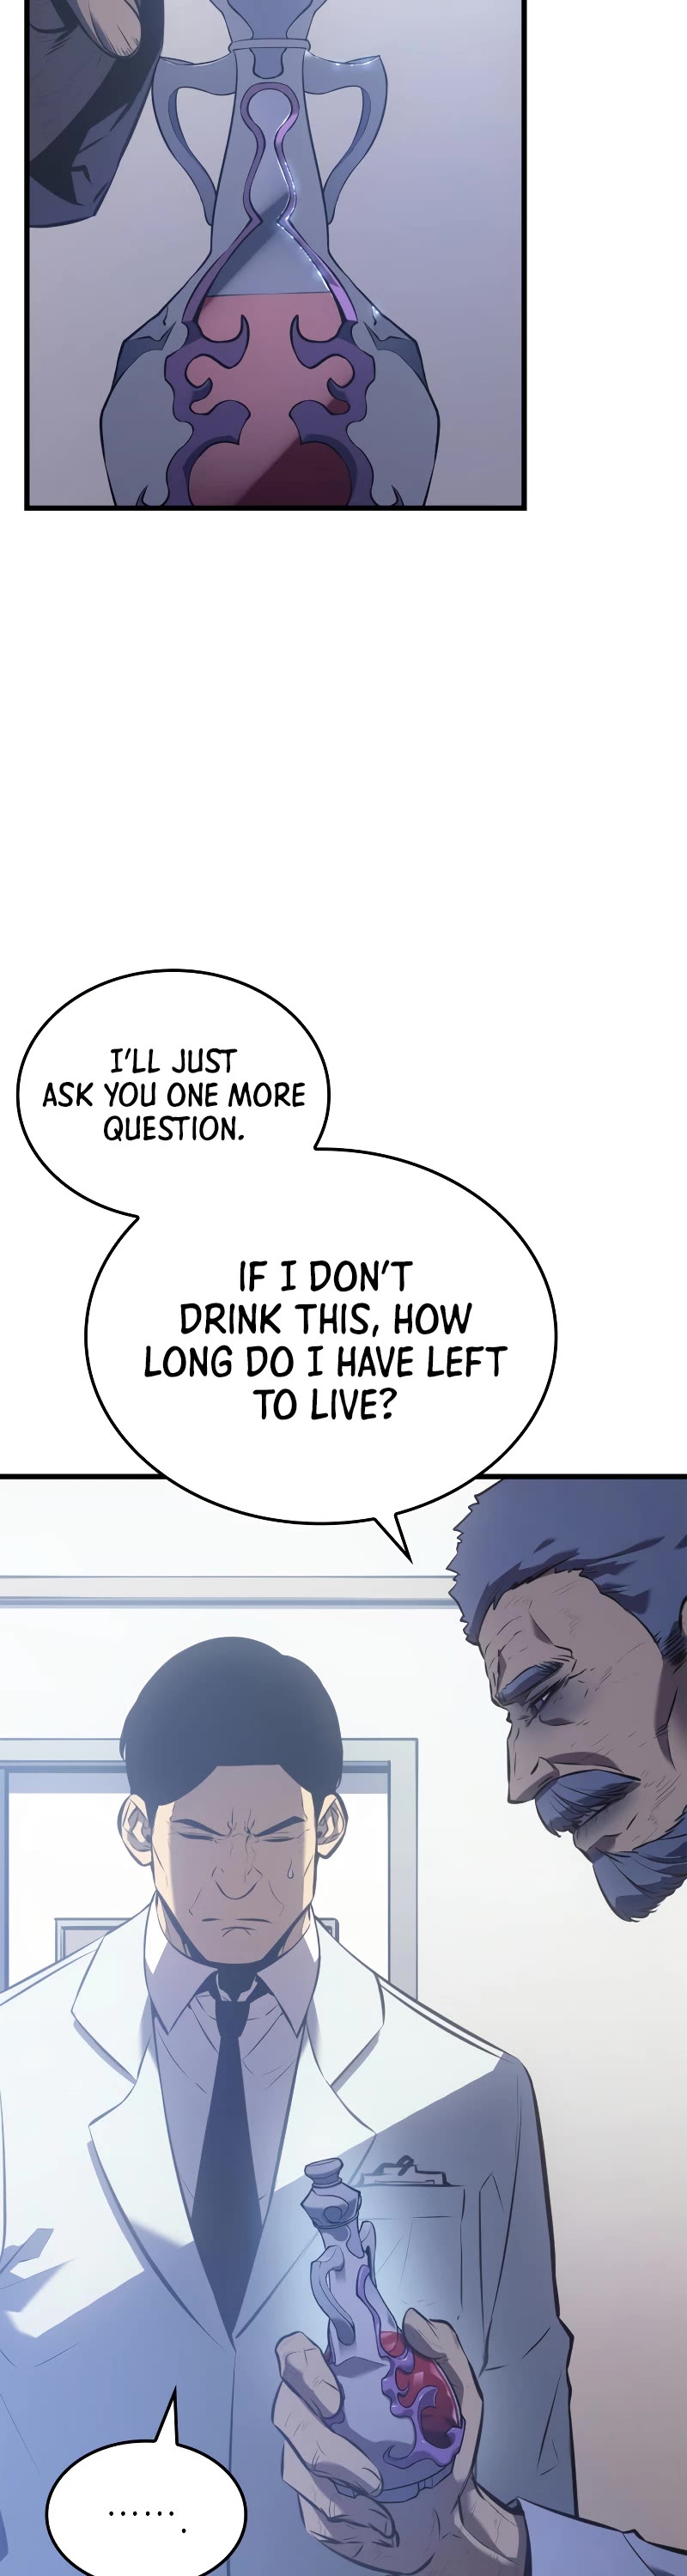 I'LL JUST
ASK YOU ONE MORE
QUESTION.
IF I DON'T
DRINK THIS, HOW
LONG DO I HAVE LEFT
TO LIVE?
.......